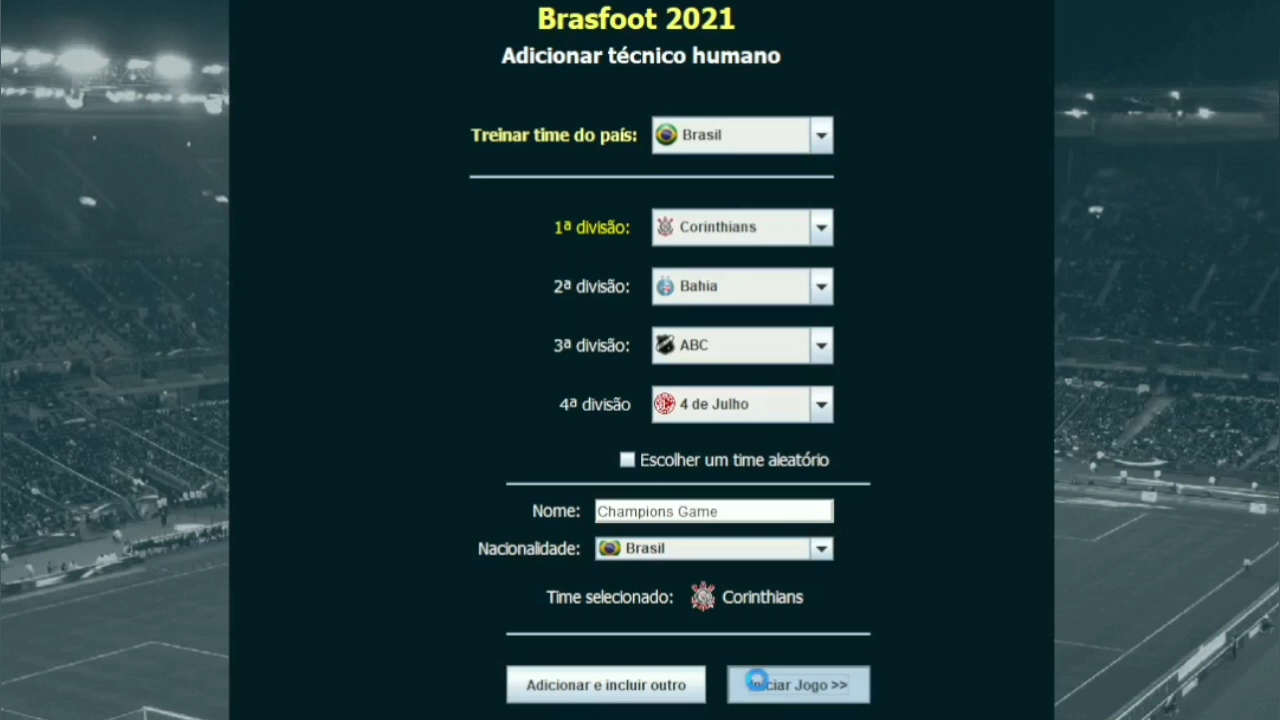 Brasfoot 2021
Adicionar técnico humano
Treinar time do país: Brasil
1ª divisão: Corinthians
2ª divisão: Bahia
3ª divisão: ABC
4ª divisão 4 de Julho
Escolher um time aleatório
Nome: Champions Game
Nacionalidade: Brasil
Time selecionado: Corinthians
Adicionar e incluir outro Iniciar Jogo >>